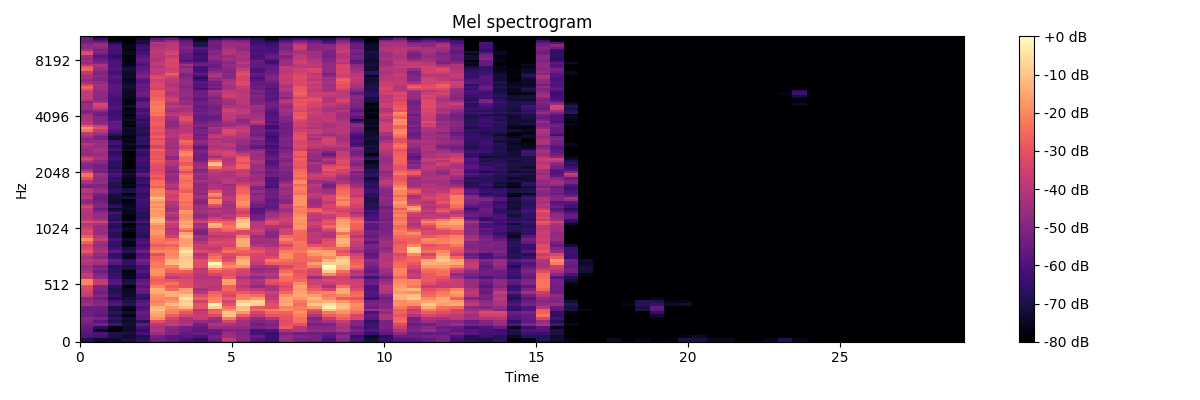 Mel spectrogram
+0 dB
8192
-10 dB
-20 dB
4096
-30 dB
Hz
2048
-40 dB
1024
-50 dB
-60 dB
512
-70 dB
0
-80 dB
0 5 10 15 20 25
Time